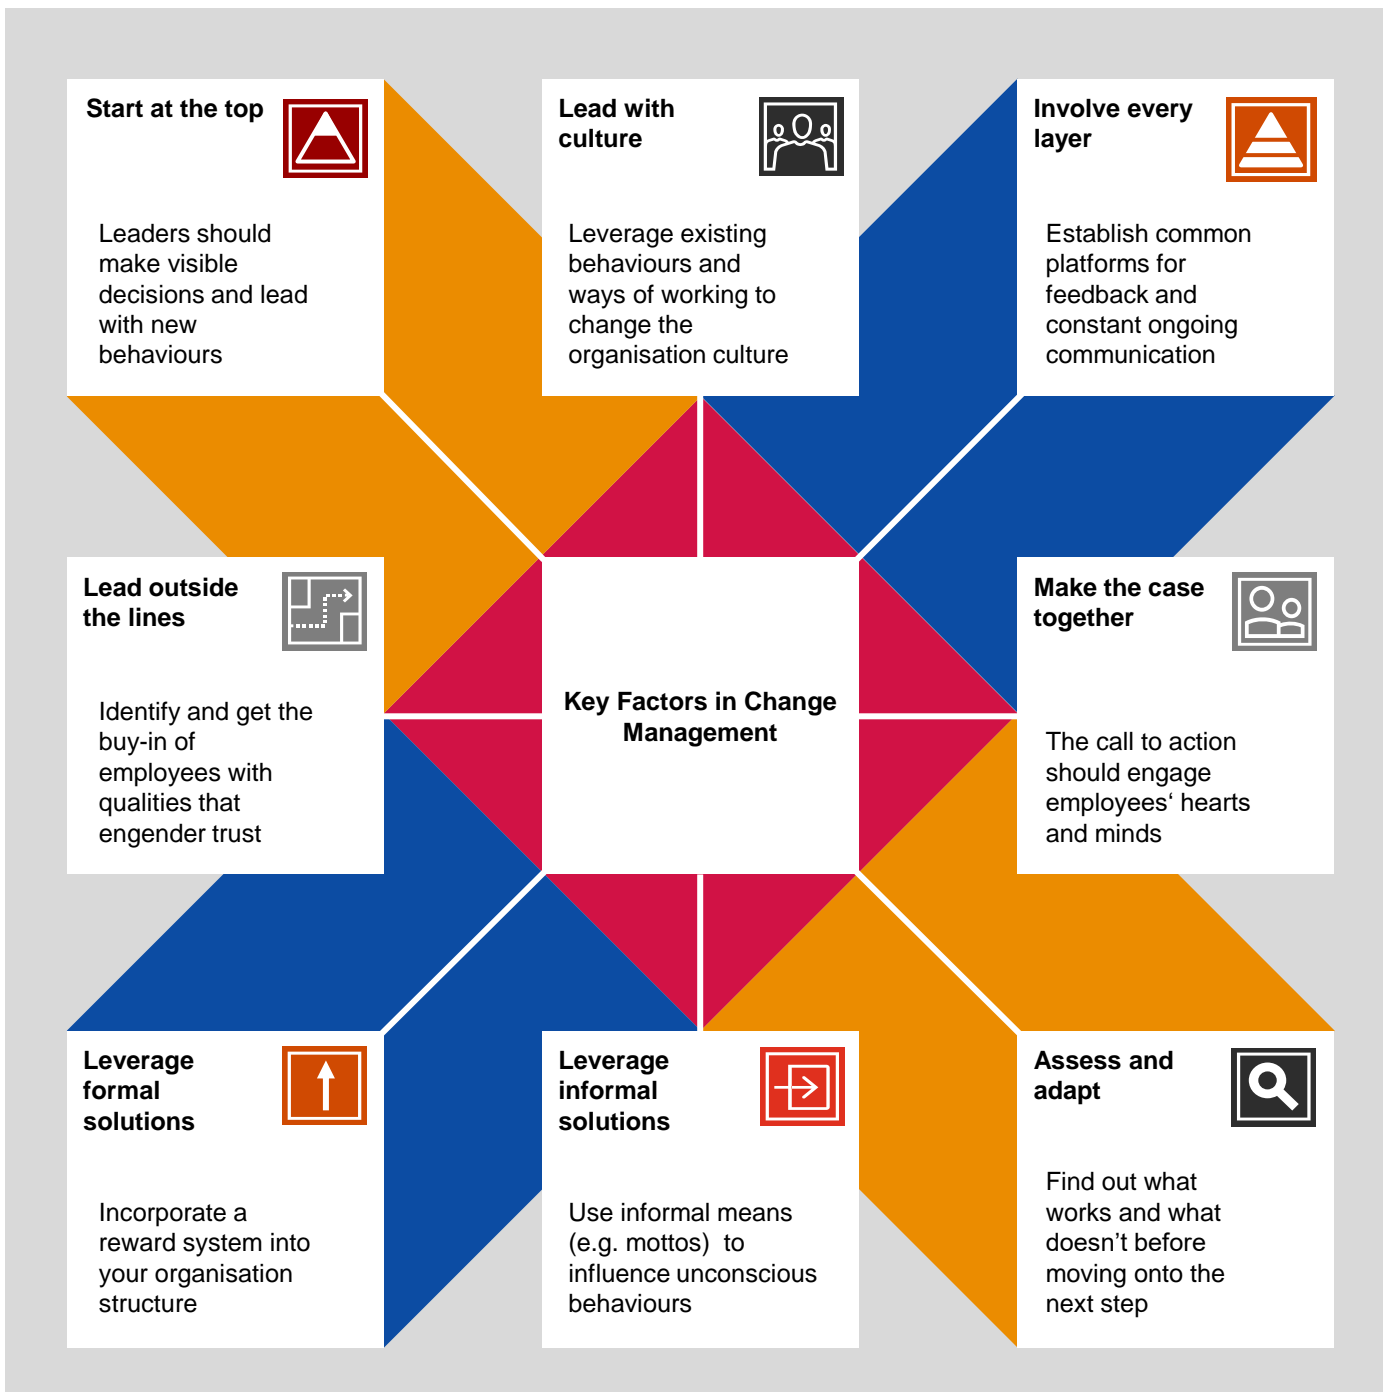 Start at the top
Leaders should
make visible
decisions and lead
with new
behaviours
Lead with
culture
Leverage existing
behaviours and
ways of working to
change the
organisation culture
Involve every
layer
Establish common
platforms for
feedback and
constant ongoing
communication
Lead outside
the lines
Identify and get the
buy-in of
employees with
qualities that
engender trust
Key Factors in Change
Management
Make the case
together
The call to action
should engage
employees‘ hearts
and minds
Leverage
formal
solutions
Incorporate a
reward system into
your organisation
structure
Leverage
informal
solutions
Use informal means
(e.g. mottos)  to
influence unconscious
behaviours
Assess and
adapt
Find out what
works and what
doesn’t before
moving onto the
next step